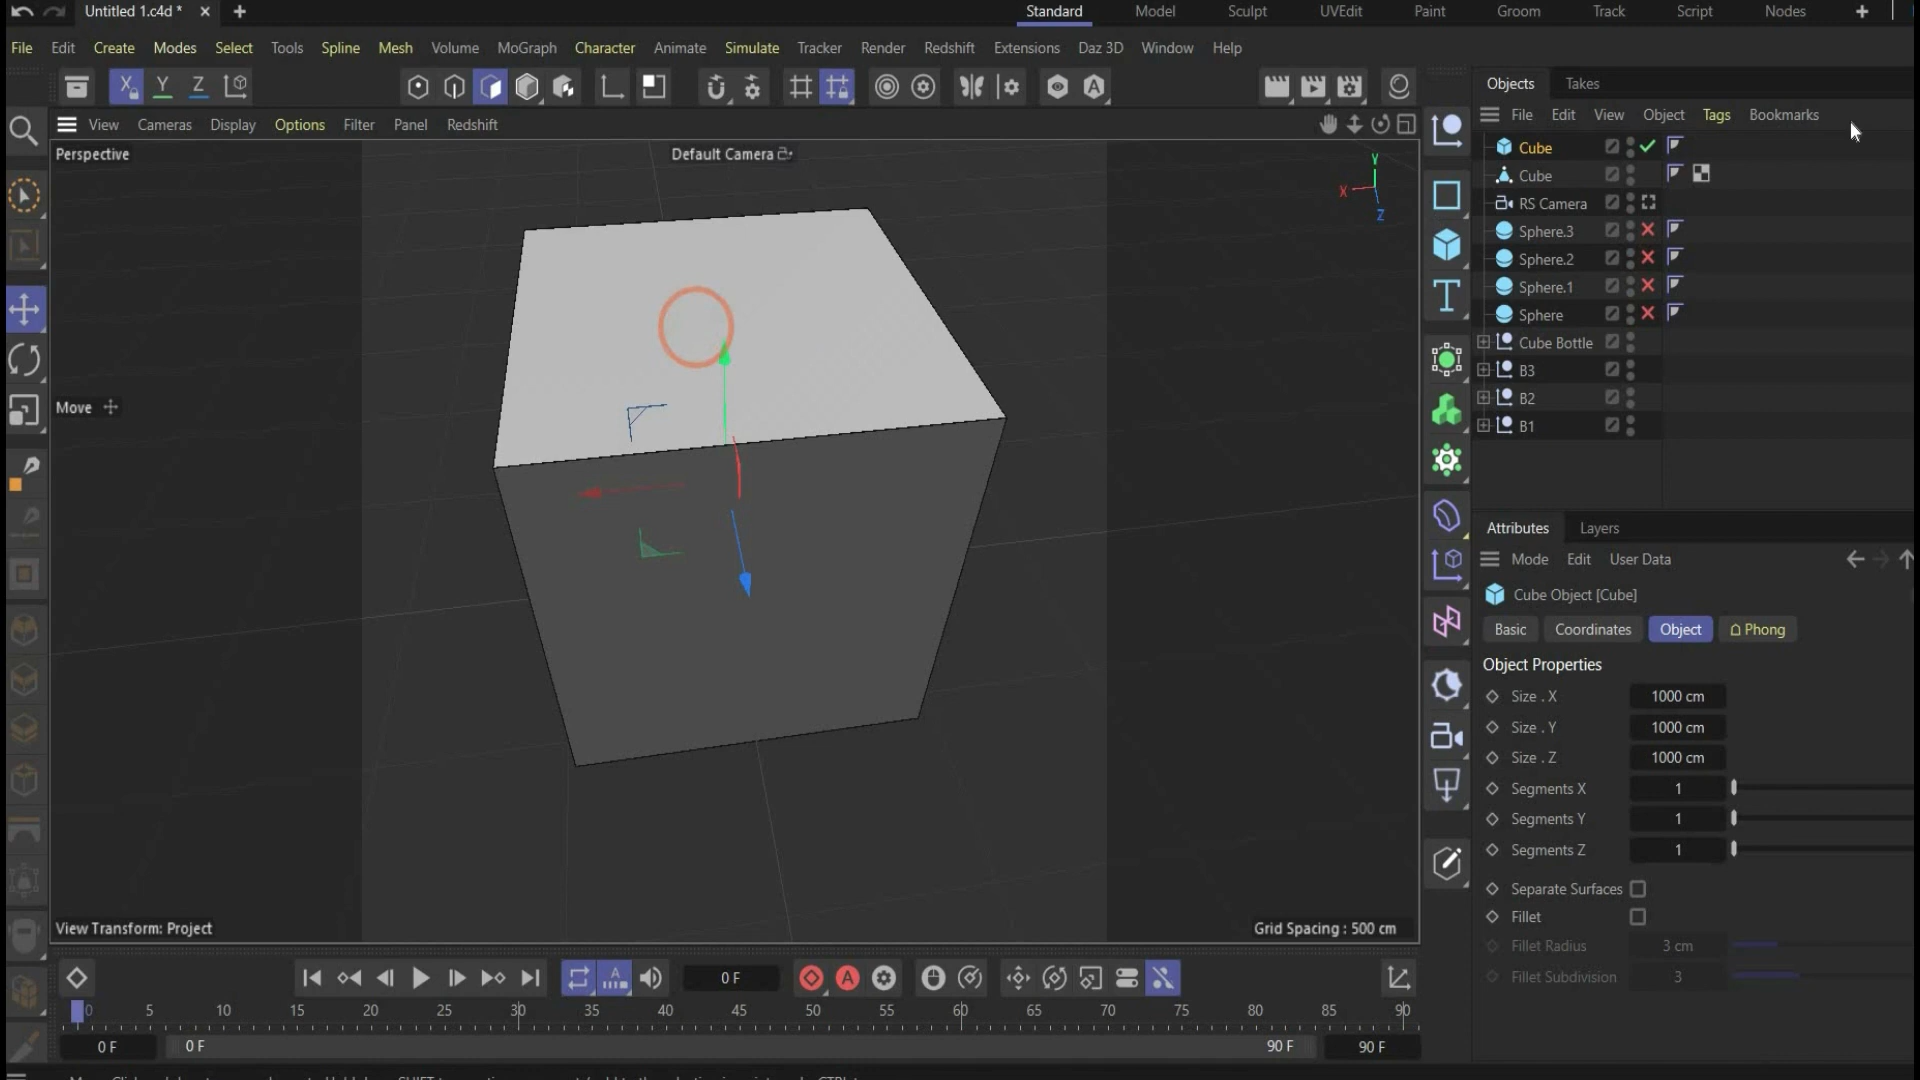 Untitled 1.c4d *
Standard Model Sculpt UVEdit Paint Groom Track Script Nodes
File Edit Create Modes Select Tools Spline Mesh Volume MoGraph Character Animate Simulate Tracker Render Redshift Extensions Daz 3D Window Help
X Y Z
Objects Takes
File Edit View Object Tags Bookmarks
View Cameras Display Options Filter Panel Redshift
Perspective
Default Camera
Y
X
Z
Move
Cube
Cube
RS Camera
Sphere.3
Sphere.2
Sphere.1
Sphere
Cube Bottle
B3
B2
B1
Attributes Layers
Mode Edit User Data
Cube Object [Cube]
Basic Coordinates Object Phong
Object Properties
Size . X 1000 cm
Size . Y 1000 cm
Size . Z 1000 cm
Segments X 1
Segments Y 1
Segments Z 1
Separate Surfaces
Fillet
Fillet Radius 3 cm
Fillet Subdivision 3
View Transform: Project
Grid Spacing : 500 cm
0 F
0 5 10 15 20 25 30 35 40 45 50 55 60 65 70 75 80 85 90
0 F 0 F 90 F 90 F